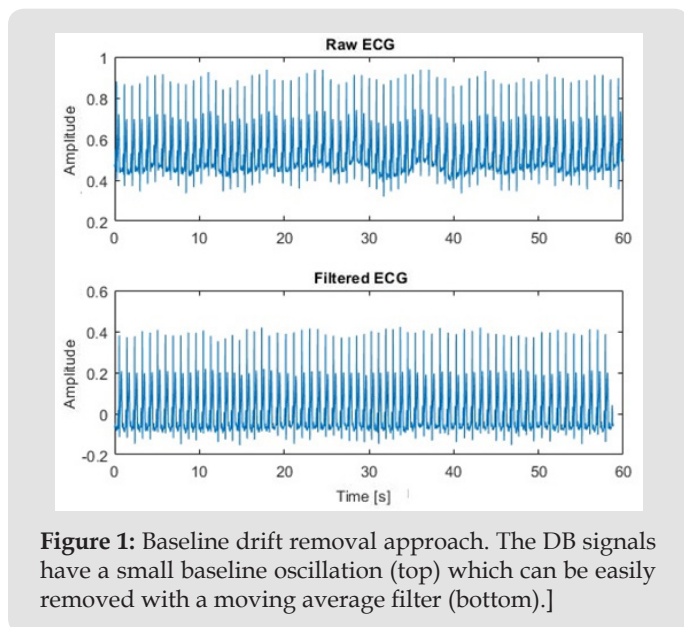 Raw ECG
1
0.8
0.6
0.4
0.2
Amplitude
0 10 20 30 40 50 60
Filtered ECG
0.6
0.4
0.2
0
-0.2
Amplitude
0 10 20 30 40 50 60
Time [s]
Figure 1: Baseline drift removal approach. The DB signals
have a small baseline oscillation (top) which can be easily
removed with a moving average filter (bottom).]